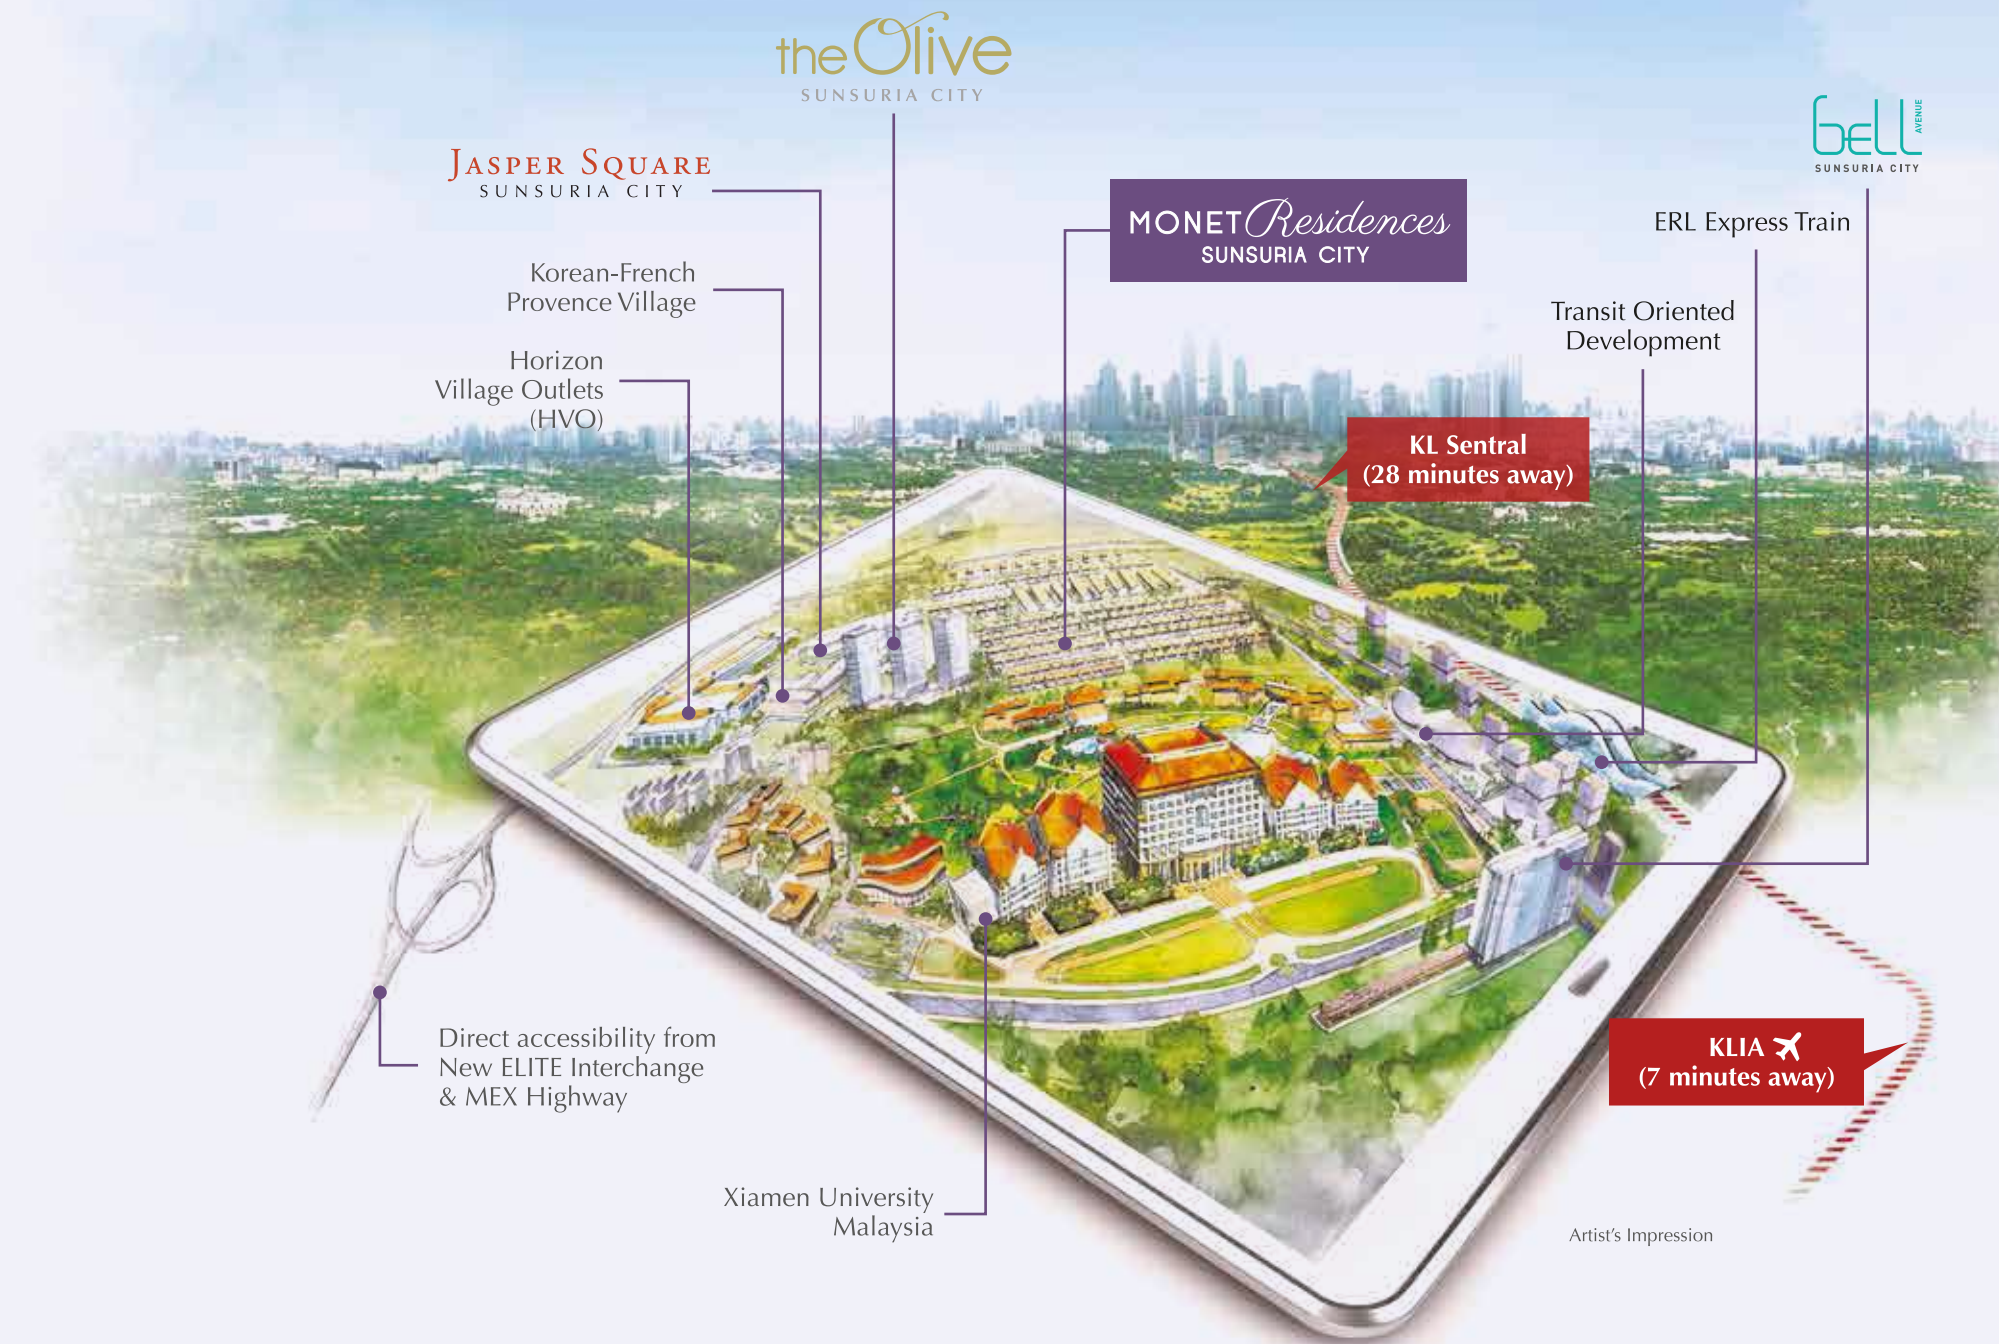 the Olive
SUNSURIA CITY
bell AVENUE
SUNSURIA CITY
JASPER SQUARE
SUNSURIA CITY
MONET Residences
SUNSURIA CITY
ERL Express Train
Korean-French
Provence Village
Transit Oriented
Development
Horizon
Village Outlets
(HVO)
KL Sentral
(28 minutes away)
Direct accessibility from
New ELITE Interchange
& MEX Highway
KLIA
(7 minutes away)
Xiamen University
Malaysia
Artist's Impression